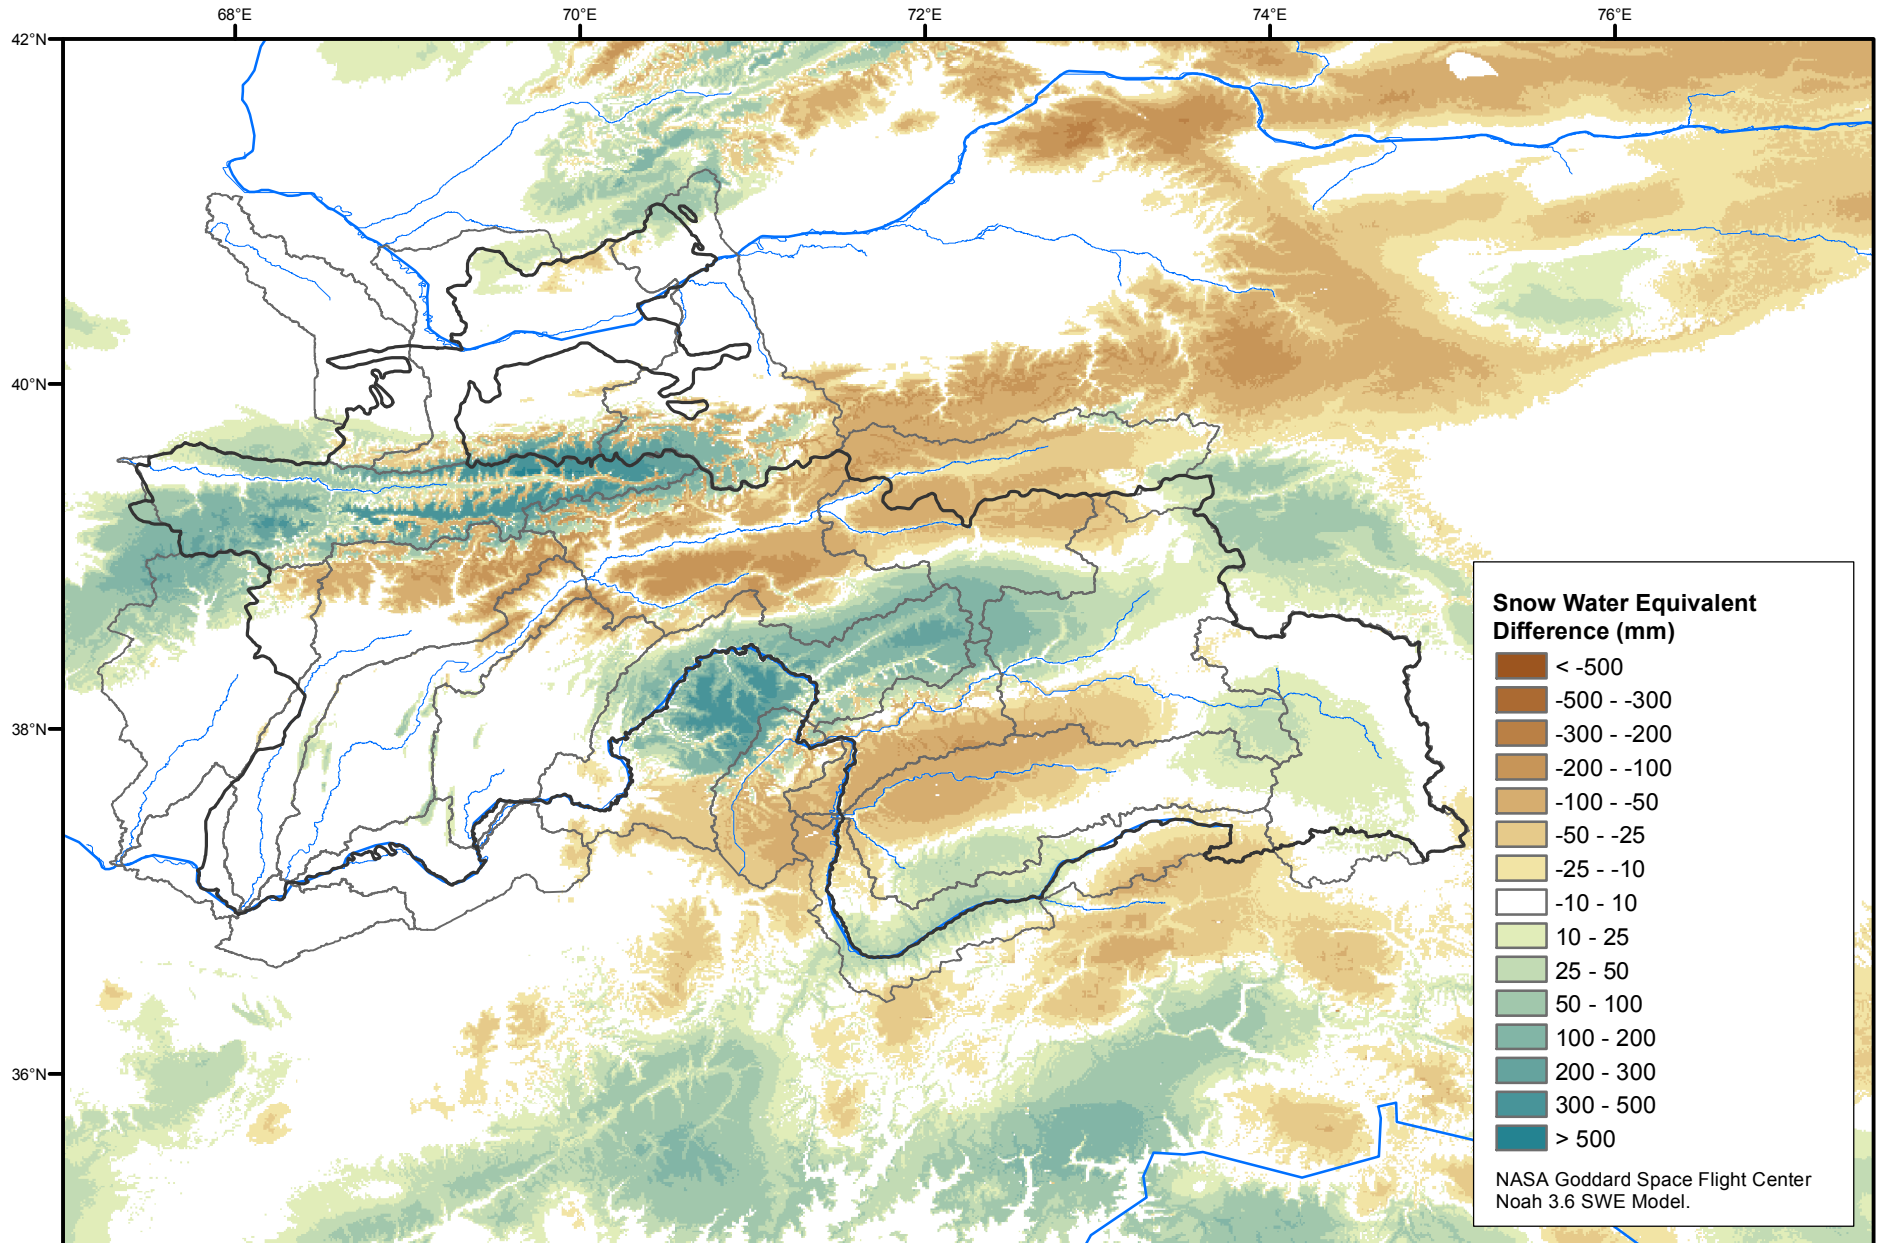 68°E
70°E
72°E
74°E
76°E
42°N
40°N
38°N
36°N
Snow Water Equivalent
Difference (mm)
< -500
-500 - -300
-300 - -200
-200 - -100
-100 - -50
-50 - -25
-25 - -10
-10 - 10
10 - 25
25 - 50
50 - 100
100 - 200
200 - 300
300 - 500
> 500
NASA Goddard Space Flight Center
Noah 3.6 SWE Model.